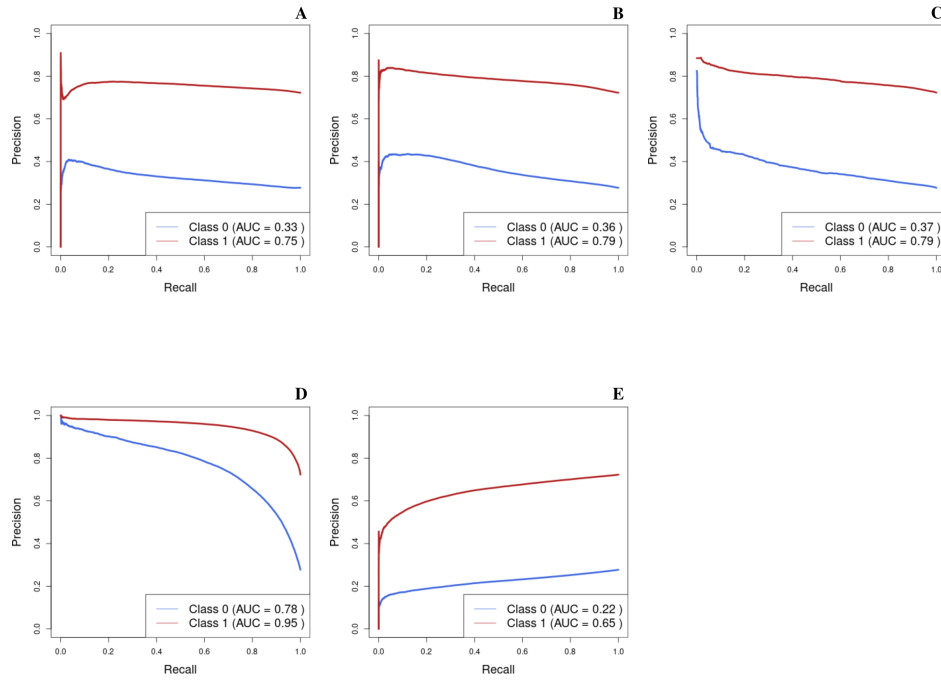 A
Precision
1.0
0.8
0.6
0.4
0.2
0.0
Class 0 (AUC = 0.33 )
Class 1 (AUC = 0.75 )
0.0 0.2 0.4 0.6 0.8 1.0
Recall
B
Precision
1.0
0.8
0.6
0.4
0.2
0.0
Class 0 (AUC = 0.36 )
Class 1 (AUC = 0.79 )
0.0 0.2 0.4 0.6 0.8 1.0
Recall
C
Precision
1.0
0.8
0.6
0.4
0.2
0.0
Class 0 (AUC = 0.37 )
Class 1 (AUC = 0.79 )
0.0 0.2 0.4 0.6 0.8 1.0
Recall
D
Precision
1.0
0.8
0.6
0.4
0.2
0.0
Class 0 (AUC = 0.78 )
Class 1 (AUC = 0.95 )
0.0 0.2 0.4 0.6 0.8 1.0
Recall
E
Precision
1.0
0.8
0.6
0.4
0.2
0.0
Class 0 (AUC = 0.22 )
Class 1 (AUC = 0.65 )
0.0 0.2 0.4 0.6 0.8 1.0
Recall